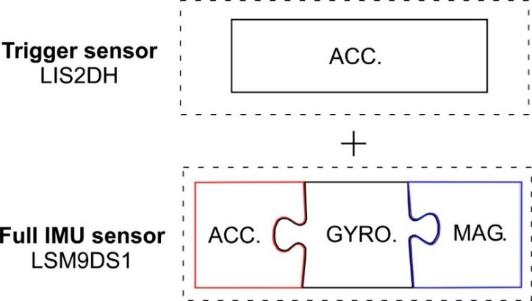 Trigger sensor
LIS2DH
ACC.
+
Full IMU sensor
LSM9DS1
ACC. GYRO. MAG.